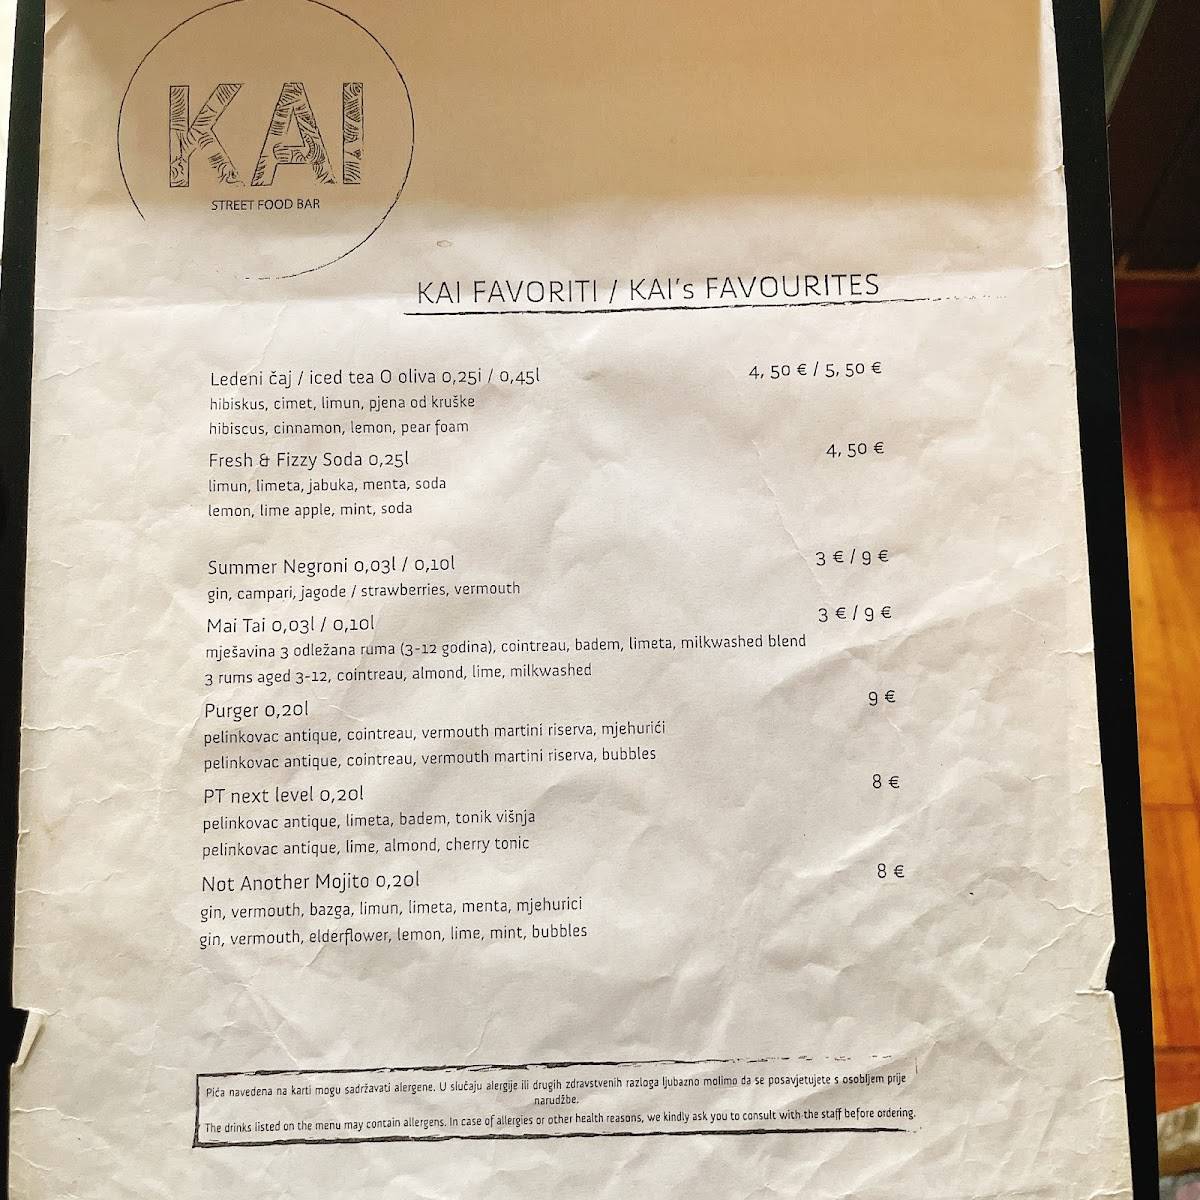 KAI
STREET FOOD BAR
KAI FAVORITI / KAI's FAVOURITES
Ledeni čaj / iced tea O oliva 0,25i / 0,45l 4, 50 € / 5, 50 €
hibiskus, cimet, limun, pjena od kruške
hibiscus, cinnamon, lemon, pear foam
Fresh & Fizzy Soda 0,25l 4, 50 €
limun, limeta, jabuka, menta, soda
lemon, lime apple, mint, soda
Summer Negroni 0,03l / 0,10l 3 € / 9 €
gin, campari, jagode / strawberries, vermouth
Mai Tai 0,03l / 0,10l 3 € / 9 €
mješavina 3 odležana ruma (3-12 godina), cointreau, badem, limeta, milkwashed blend
3 rums aged 3-12, cointreau, almond, lime, milkwashed
Purger 0,20l 9 €
pelinkovac antique, cointreau, vermouth martini riserva, mjehurići
pelinkovac antique, cointreau, vermouth martini riserva, bubbles
PT next level 0,20l 8 €
pelinkovac antique, limeta, badem, tonik višnja
pelinkovac antique, lime, almond, cherry tonic
Not Another Mojito 0,20l 8 €
gin, vermouth, bazga, limun, limeta, menta, mjehurici
gin, vermouth, elderflower, lemon, lime, mint, bubbles
Pića navedena na karti mogu sadržavati alergene. U slučaju alergije ili drugih zdravstvenih razloga ljubazno molimo da se posavjetujete s osobljem prije
narudžbe.
The drinks listed on the menu may contain allergens. In case of allergies or other health reasons, we kindly ask you to consult with the staff before ordering.